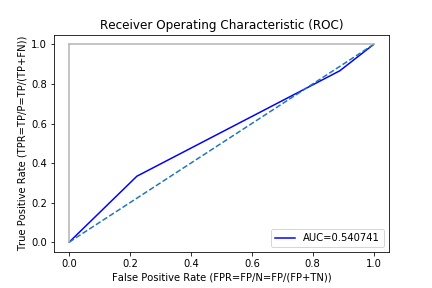 Receiver Operating Characteristic (ROC)
True Positive Rate (TPR=TP/P=TP/(TP+FN))
1.0
0.8
0.6
0.4
0.2
0.0
AUC=0.540741
0.0 0.2 0.4 0.6 0.8 1.0
False Positive Rate (FPR=FP/N=FP/(FP+TN))